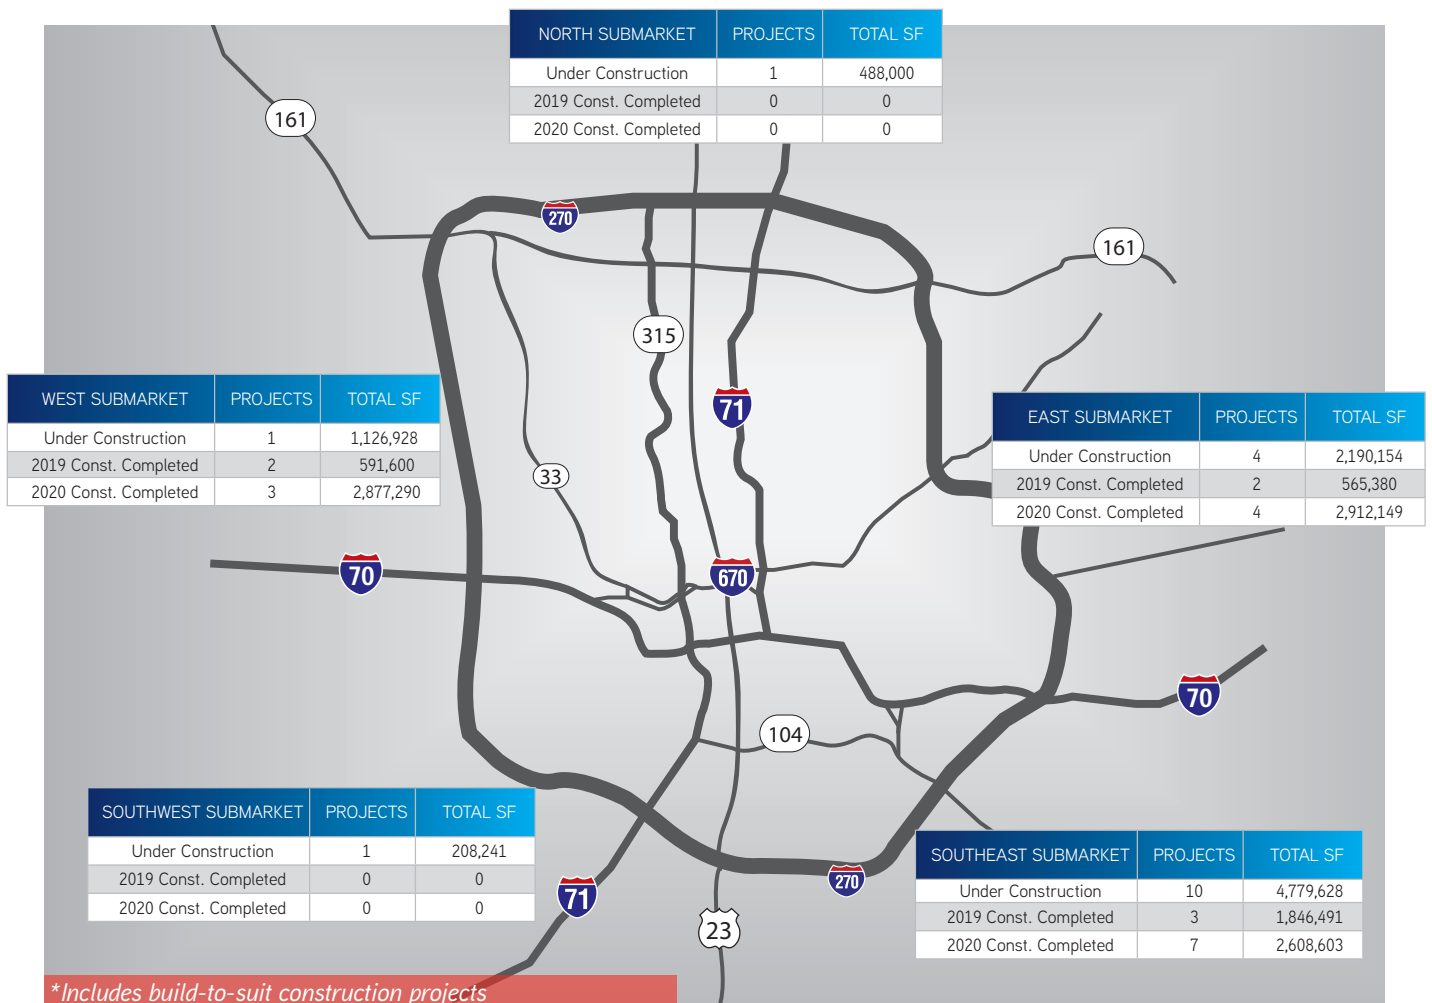 NORTH SUBMARKET PROJECTS TOTAL SF
Under Construction 1 488,000
2019 Const. Completed 0 0
2020 Const. Completed 0 0
161
270
161
315
71
WEST SUBMARKET PROJECTS TOTAL SF
Under Construction 1 1,126,928
2019 Const. Completed 2 591,600
2020 Const. Completed 3 2,877,290
EAST SUBMARKET PROJECTS TOTAL SF
Under Construction 4 2,190,154
2019 Const. Completed 2 565,380
2020 Const. Completed 4 2,912,149
33
70
670
70
104
SOUTHWEST SUBMARKET PROJECTS TOTAL SF
Under Construction 1 208,241
2019 Const. Completed 0 0
2020 Const. Completed 0 0
SOUTHEAST SUBMARKET PROJECTS TOTAL SF
Under Construction 10 4,779,628
2019 Const. Completed 3 1,846,491
2020 Const. Completed 7 2,608,603
270
71
23
*Includes build-to-suit construction projects